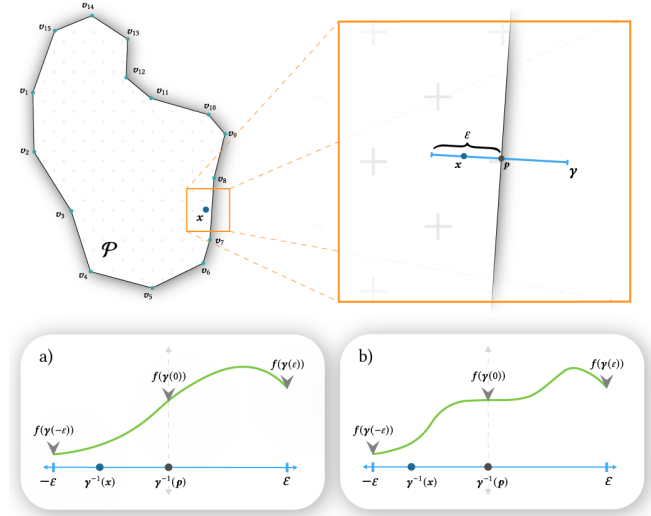 v14
v15
v13
v12
v11
v1
v10
v9
v2
v8
ε
x
p
γ
v3
x
P
v7
v4
v6
v5
a)
b)
f(γ(0))
f(γ(ε))
f(γ(-ε))
−ε
γ⁻¹(x)
γ⁻¹(p)
ε
f(γ(0))
f(γ(ε))
f(γ(-ε))
−ε
γ⁻¹(x)
γ⁻¹(p)
ε